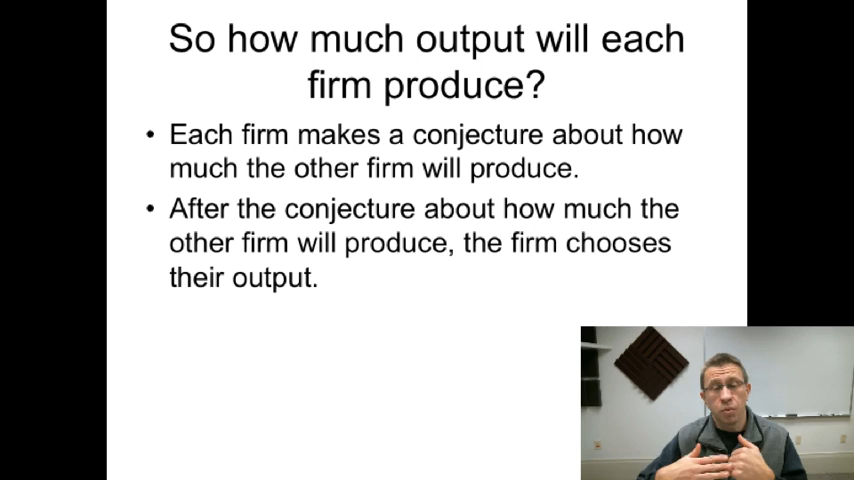 So how much output will each
firm produce?
• Each firm makes a conjecture about how
much the other firm will produce.
• After the conjecture about how much the
other firm will produce, the firm chooses
their output.